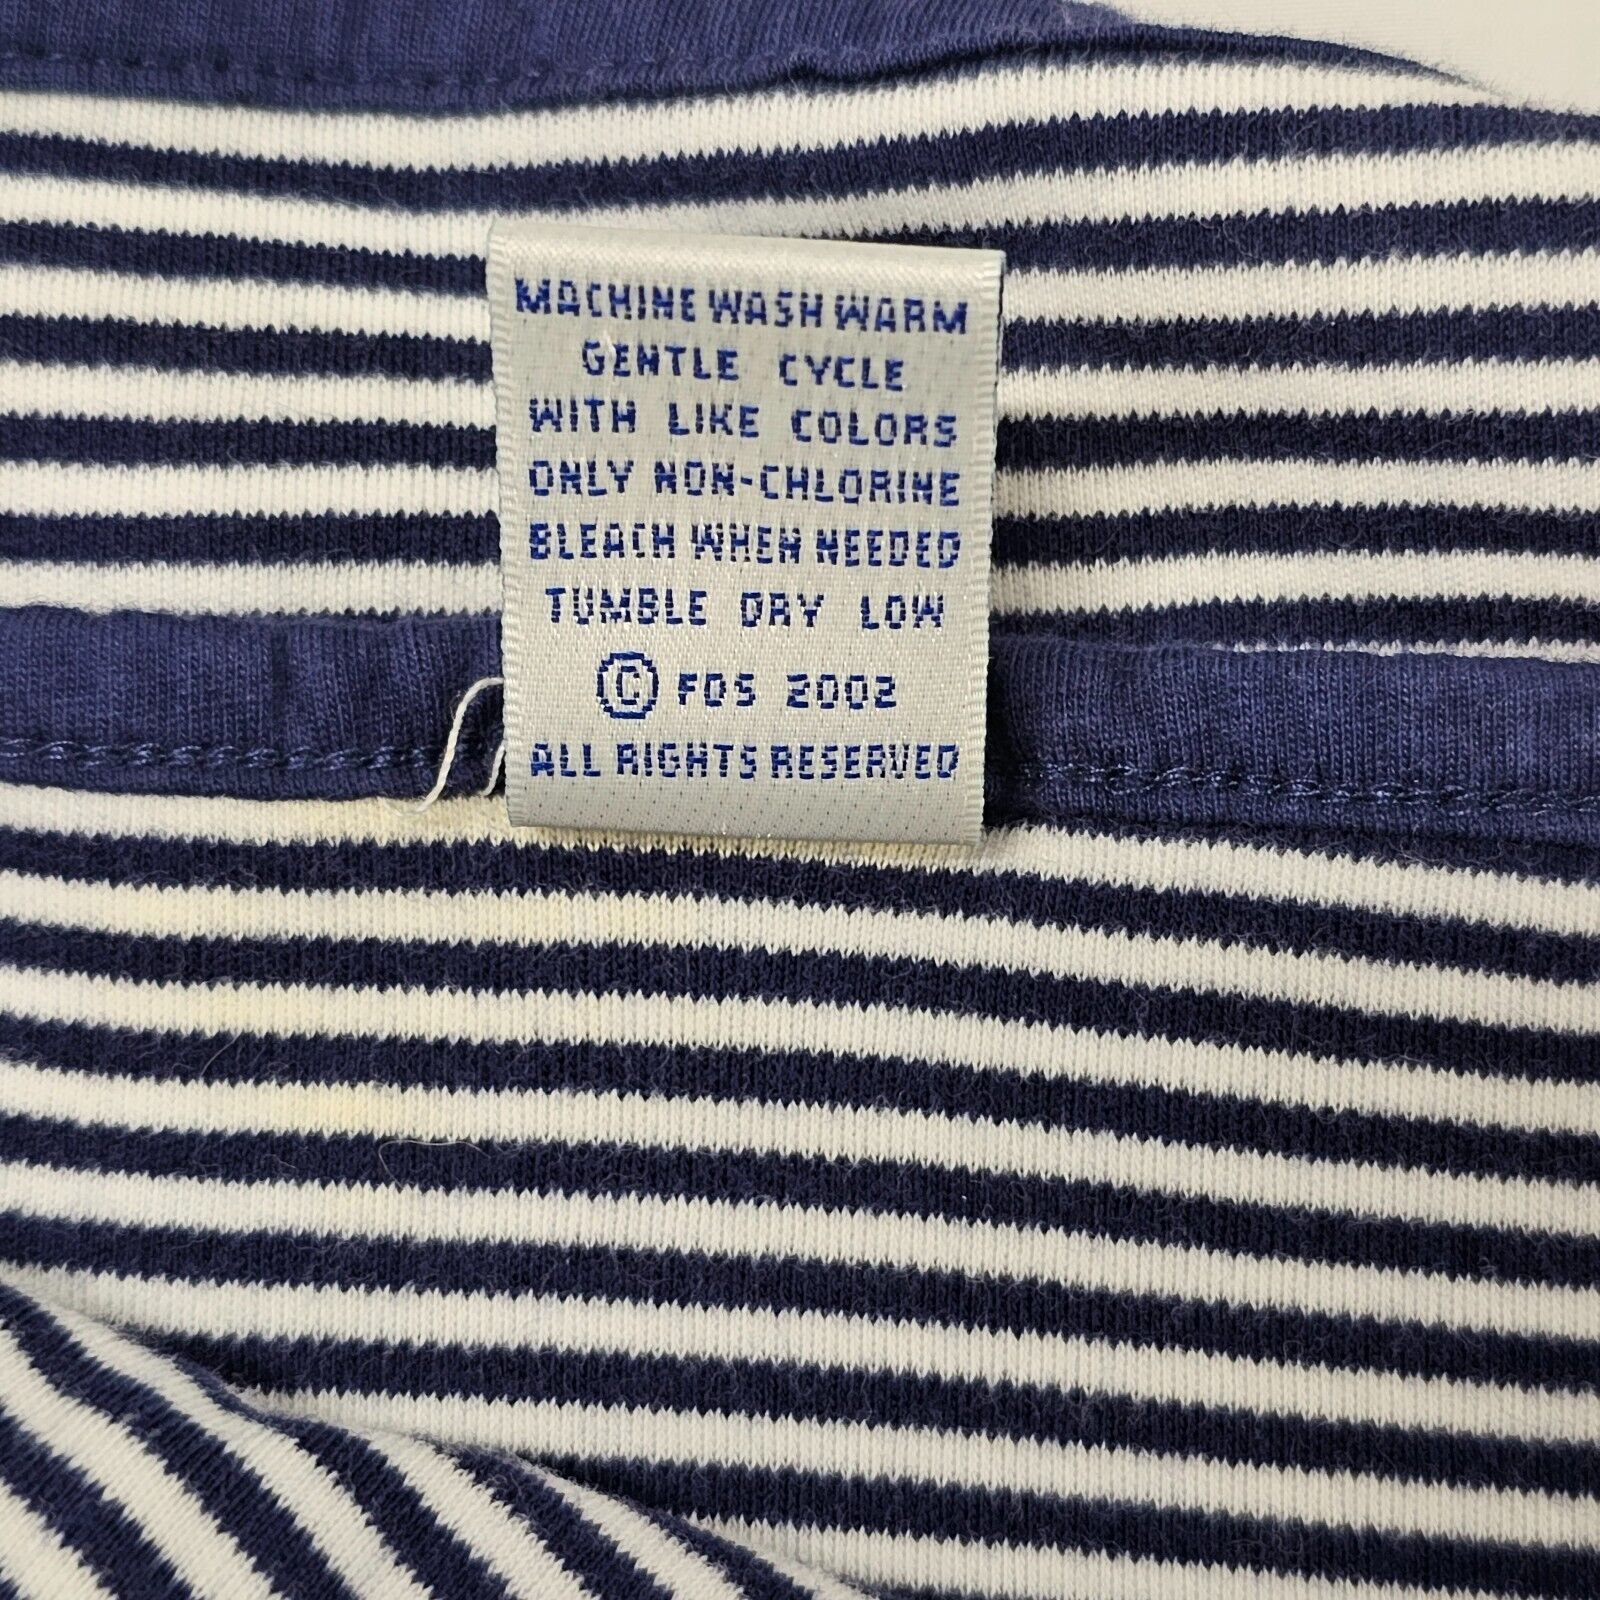 MACHINE WASH WARM
GENTLE CYCLE
WITH LIKE COLORS
ONLY NON-CHLORINE
BLEACH WHEN NEEDED
TUMBLE DRY LOW
© FDS 2002
ALL RIGHTS RESERVED